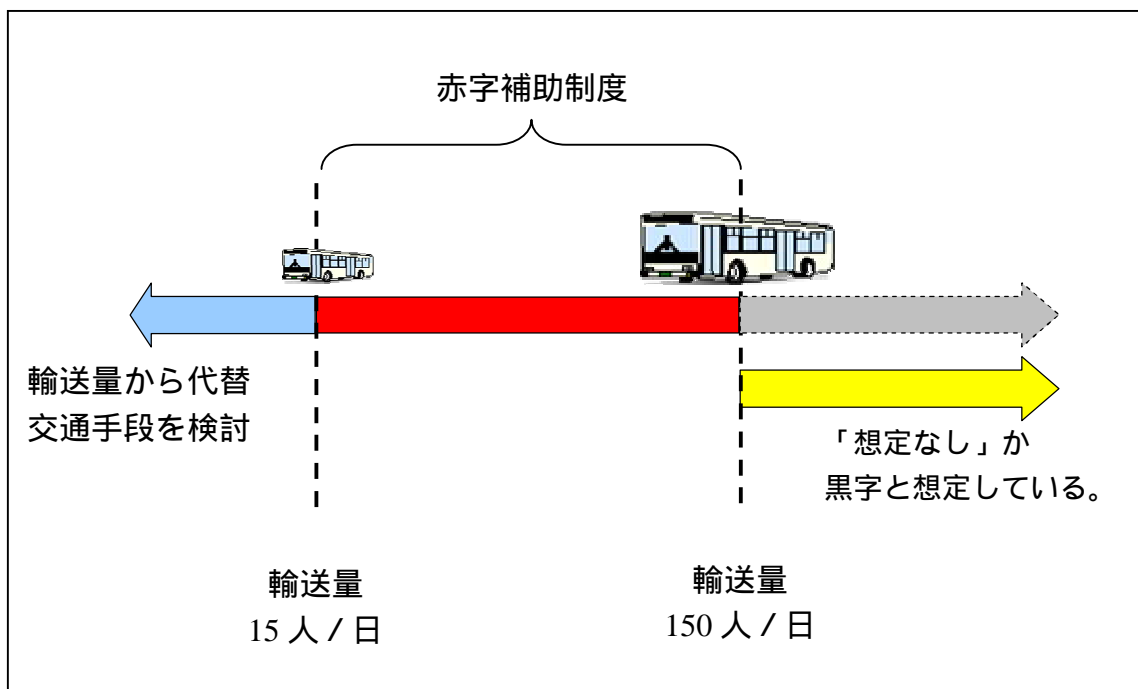 赤字補助制度
輸送量から代替
交通手段を検討
「想定なし」か
黒字と想定している。
輸送量
15 人／日
輸送量
150 人／日